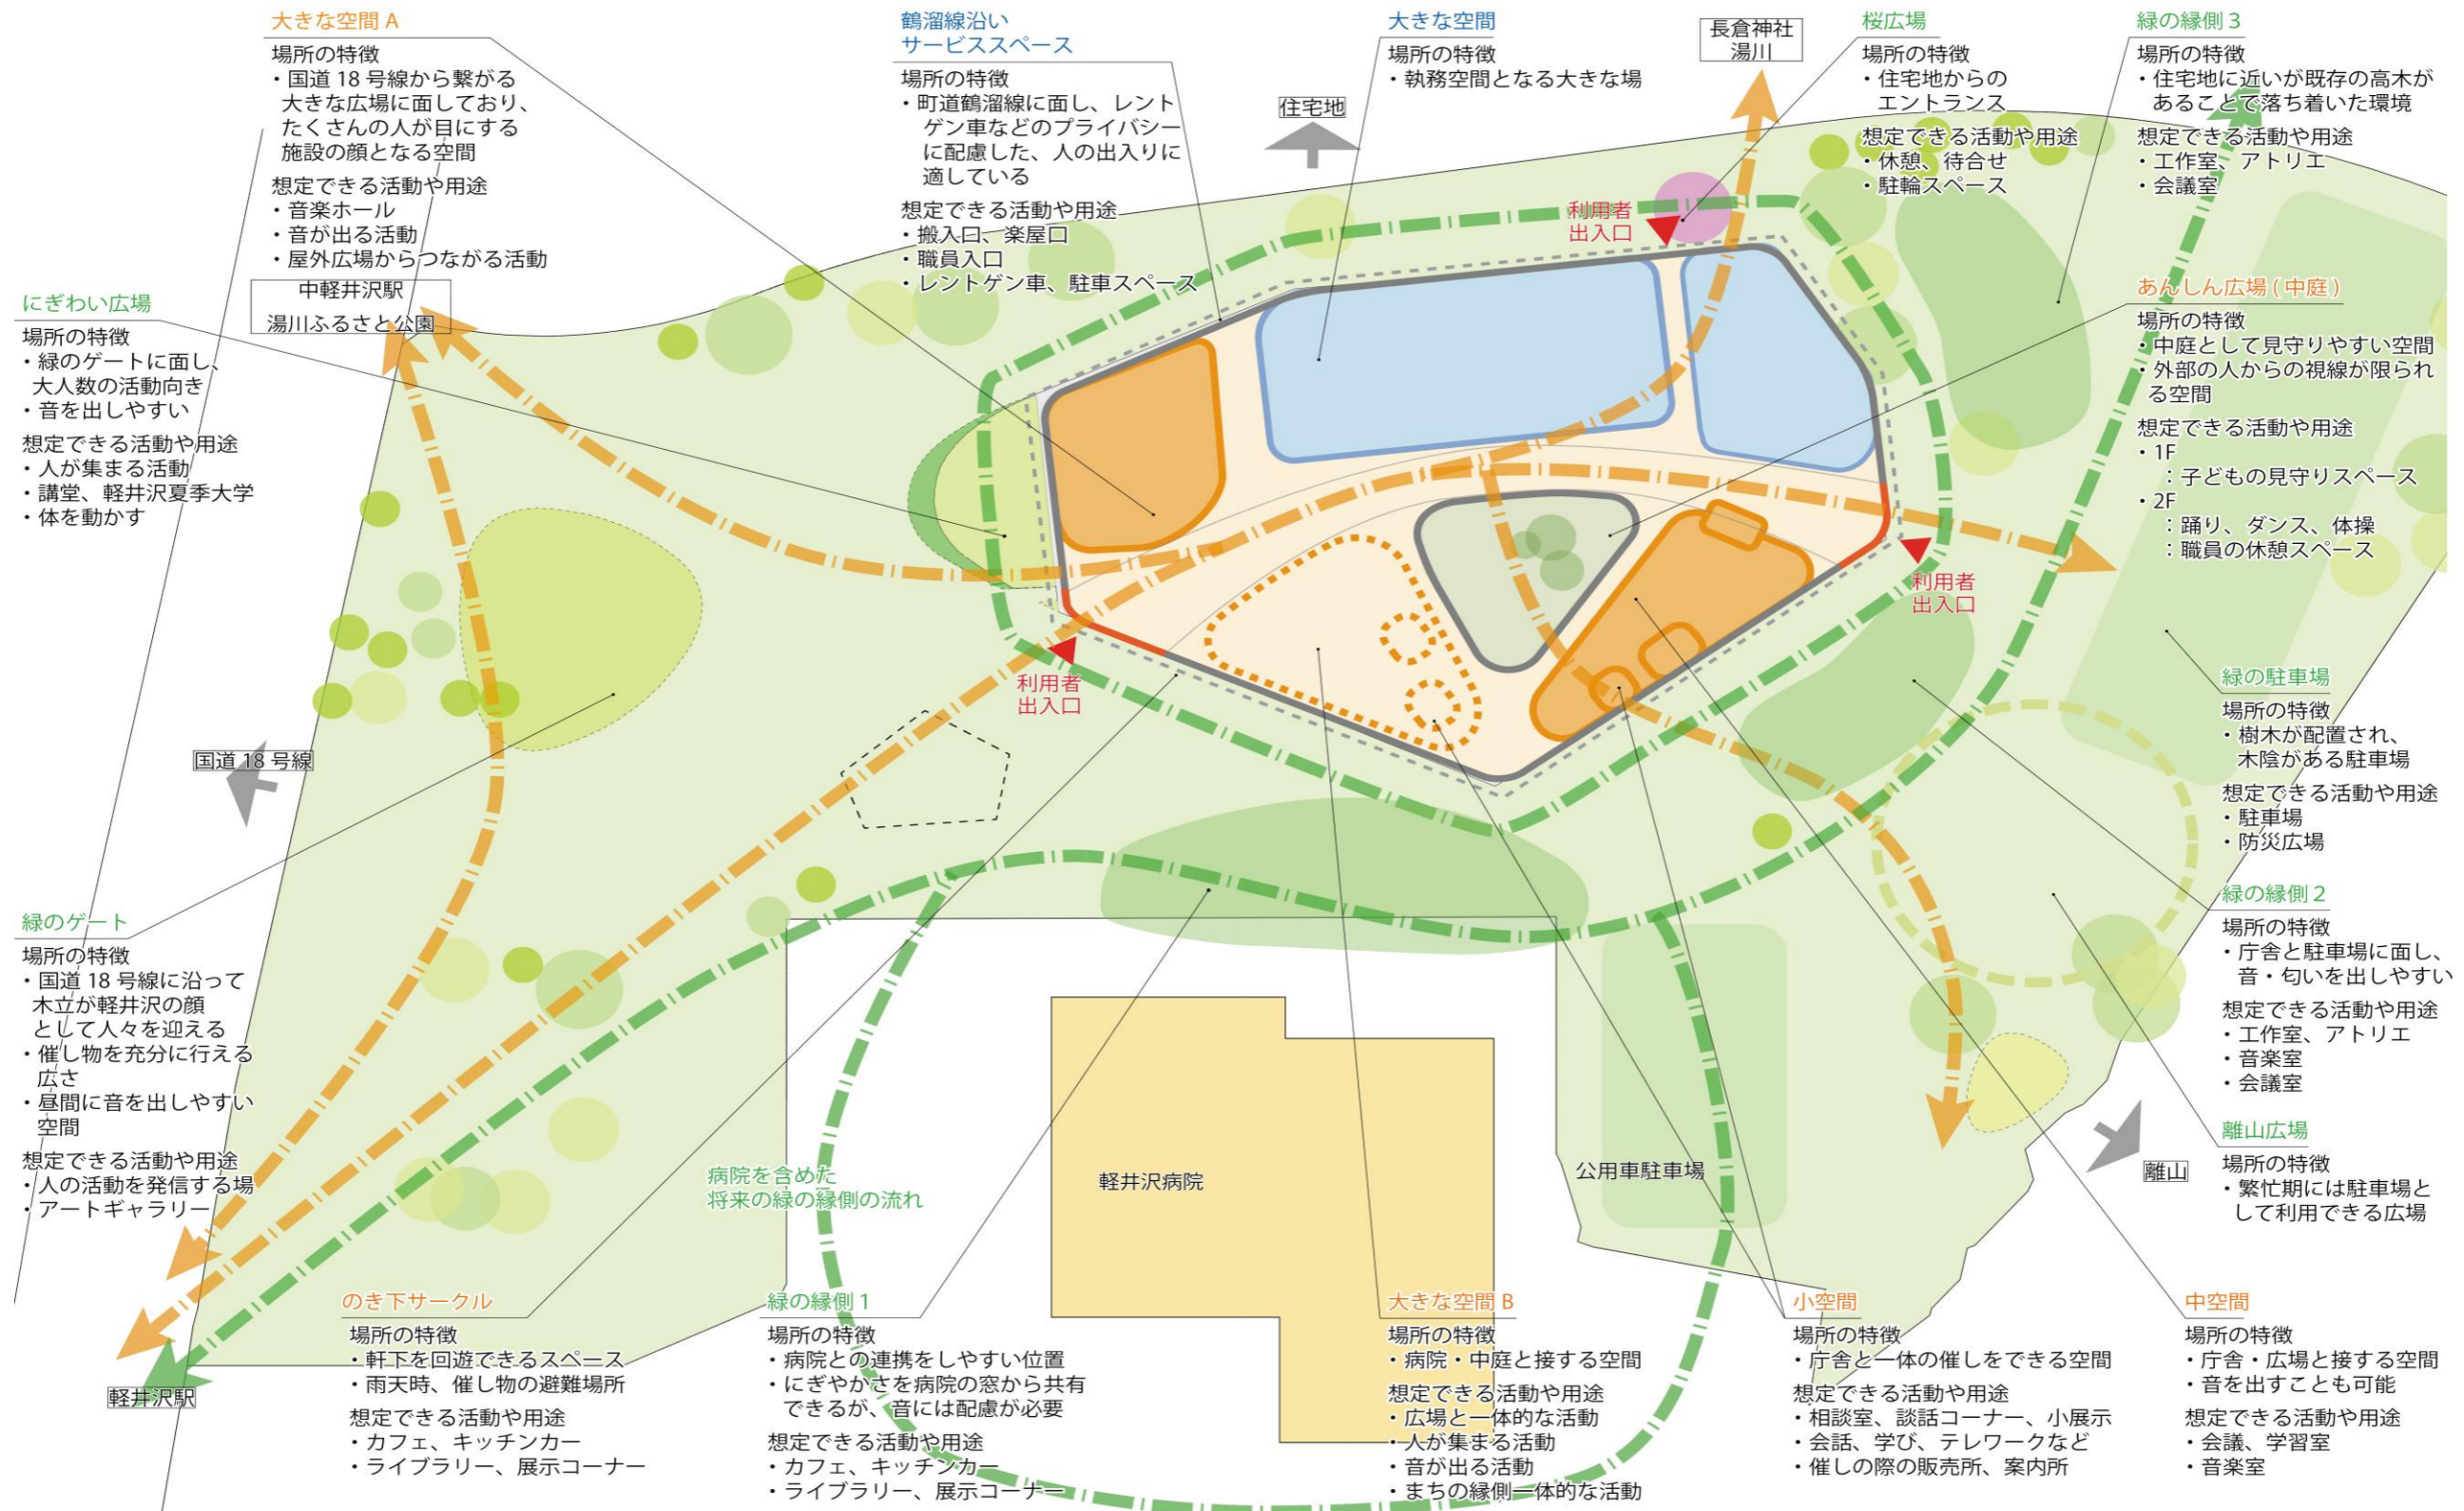 大きな空間 A
場所の特徴
・国道 18 号線から繋がる
大きな広場に面しており、
たくさんの人が目にする
施設の顔となる空間
想定できる活動や用途
・音楽ホール
・音が出る活動
・屋外広場からつながる活動
鶴溜線沿い
サービススペース
場所の特徴
・町道鶴溜線に面し、レント
ゲン車などのプライバシー
に配慮した、人の出入りに
適している
想定できる活動や用途
・搬入口、楽屋口
・職員入口
・レントゲン車、駐車スペース
大きな空間
場所の特徴
・執務空間となる大きな場
住宅地
長倉神社
湯川
桜広場
場所の特徴
・住宅地からの
エントランス
想定できる活動や用途
・休憩、待合せ
・駐輪スペース
緑の縁側 3
場所の特徴
・住宅地に近いが既存の高木が
あることで落ち着いた環境
想定できる活動や用途
・工作室、アトリエ
・会議室
中軽井沢駅
湯川ふるさと公園
にぎわい広場
場所の特徴
・緑のゲートに面し、
大人数の活動向き
・音を出しやすい
想定できる活動や用途
・人が集まる活動
・講堂、軽井沢夏季大学
・体を動かす
利用者
出入口
あんしん広場 ( 中庭 )
場所の特徴
・中庭として見守りやすい空間
・外部の人からの視線が限られ
る空間
想定できる活動や用途
・1F
：子どもの見守りスペース
・2F
：踊り、ダンス、体操
：職員の休憩スペース
利用者
出入口
利用者
出入口
国道 18 号線
緑の駐車場
場所の特徴
・樹木が配置され、
木陰がある駐車場
想定できる活動や用途
・駐車場
・防災広場
緑のゲート
場所の特徴
・国道 18 号線に沿って
木立が軽井沢の顔
として人々を迎える
・催し物を充分に行える
広さ
・昼間に音を出しやすい
空間
想定できる活動や用途
・人の活動を発信する場
・アートギャラリー
緑の縁側 2
場所の特徴
・庁舎と駐車場に面し、
音・匂いを出しやすい
想定できる活動や用途
・工作室、アトリエ
・音楽室
・会議室
離山広場
場所の特徴
・繁忙期には駐車場と
して利用できる広場
離山
病院を含めた
将来の緑の縁側の流れ
軽井沢病院
公用車駐車場
軽井沢駅
のき下サークル
場所の特徴
・軒下を回遊できるスペース
・雨天時、催し物の避難場所
想定できる活動や用途
・カフェ、キッチンカー
・ライブラリー、展示コーナー
緑の縁側 1
場所の特徴
・病院との連携をしやすい位置
・にぎやかさを病院の窓から共有
できるが、音には配慮が必要
想定できる活動や用途
・カフェ、キッチンカー
・ライブラリー、展示コーナー
大きな空間 B
場所の特徴
・病院・中庭と接する空間
想定できる活動や用途
・広場と一体的な活動
・人が集まる活動
・音が出る活動
・まちの縁側一体的な活動
小空間
場所の特徴
・庁舎と一体の催しをできる空間
想定できる活動や用途
・相談室、談話コーナー、小展示
・会話、学び、テレワークなど
・催しの際の販売所、案内所
中空間
場所の特徴
・庁舎・広場と接する空間
・音を出すことも可能
想定できる活動や用途
・会議、学習室
・音楽室